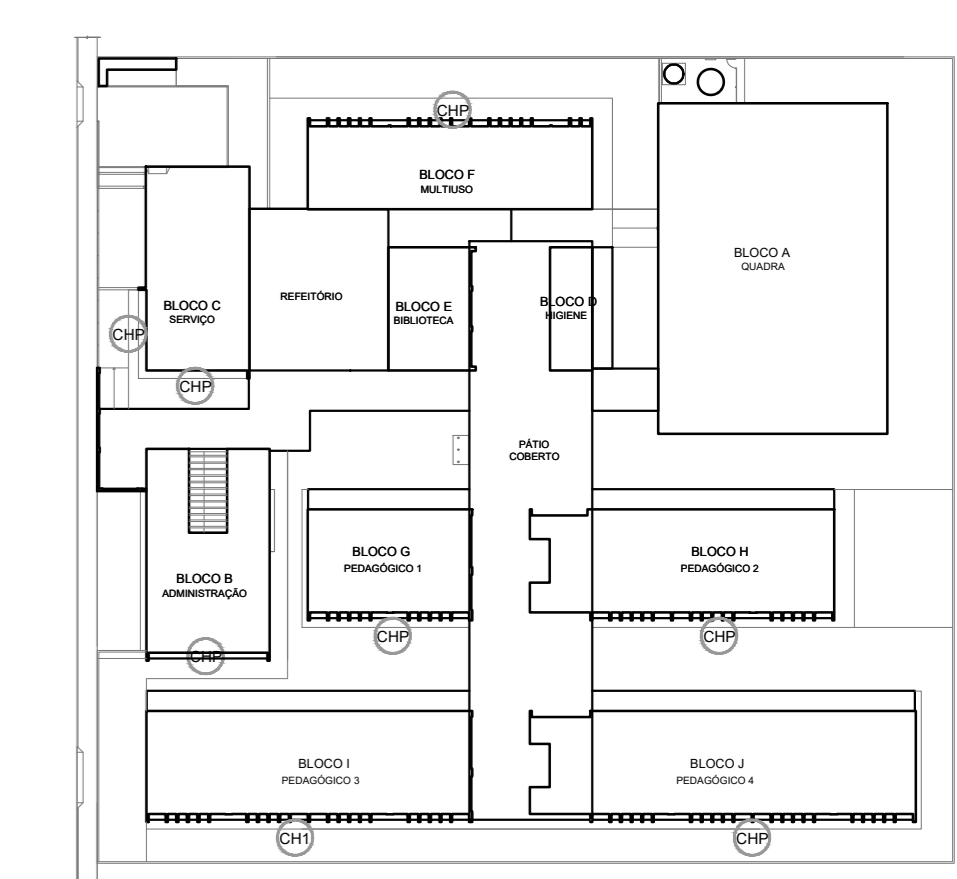 CHP
BLOCO F
MULTIUSO
BLOCO A
QUADRA
REFEITÓRIO
BLOCO C
SERVIÇO
BLOCO E
BIBLIOTECA
BLOCO D
HIGIENE
CHP
CHP
PÁTIO
COBERTO
BLOCO G
PEDAGÓGICO 1
BLOCO H
PEDAGÓGICO 2
BLOCO B
ADMINISTRAÇÃO
CHP
CHP
CHP
BLOCO I
PEDAGÓGICO 3
BLOCO J
PEDAGÓGICO 4
CH1
CHP